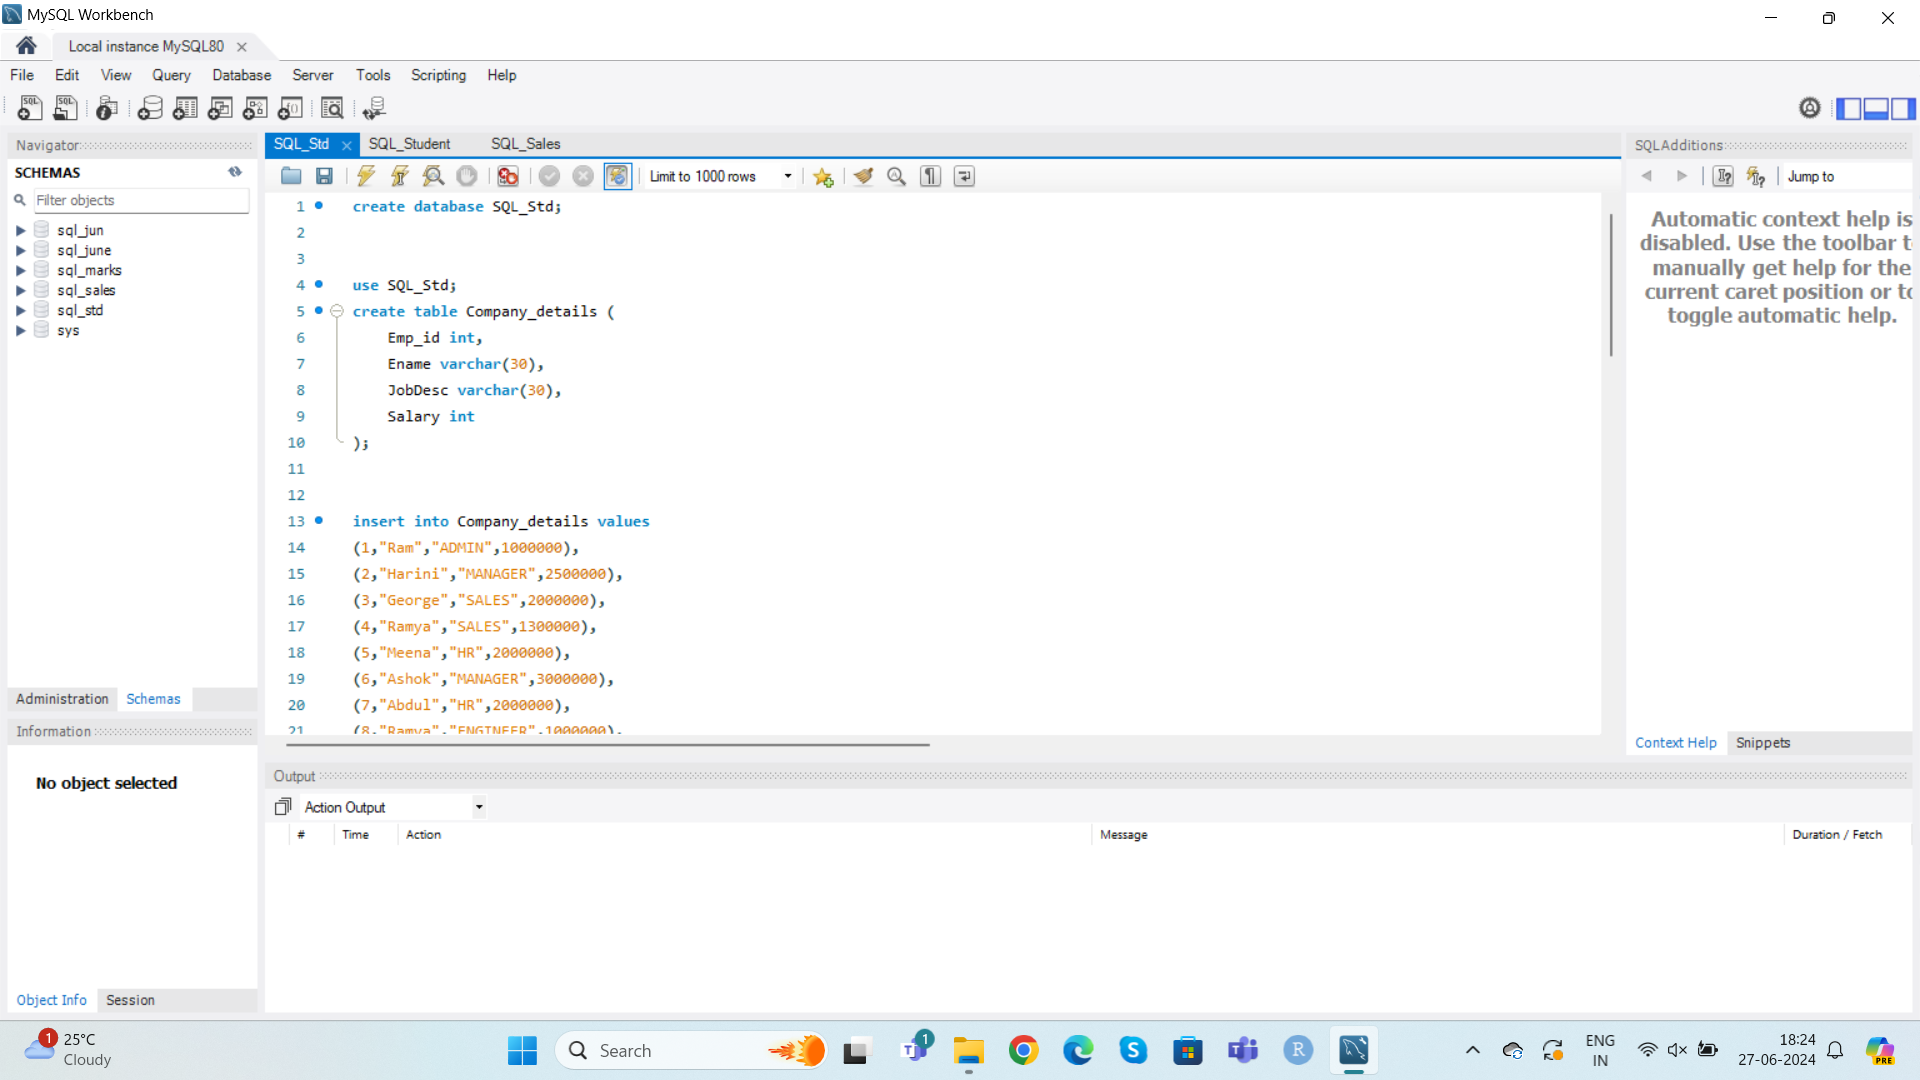 MySQL Workbench
Local instance MySQL80
File Edit View Query Database Server Tools Scripting Help
Navigator
SCHEMAS
Filter objects
sql_jun
sql_june
sql_marks
sql_sales
sql_std
sys
Administration Schemas
Information
No object selected
Object Info Session
SQL_Std SQL_Student SQL_Sales
Limit to 1000 rows
1 create database SQL_Std;
2
3
4 use SQL_Std;
5 create table Company_details (
6 Emp_id int,
7 Ename varchar(30),
8 JobDesc varchar(30),
9 Salary int
10 );
11
12
13 insert into Company_details values
14 (1,"Ram","ADMIN",1000000),
15 (2,"Harini","MANAGER",2500000),
16 (3,"George","SALES",2000000),
17 (4,"Ramya","SALES",1300000),
18 (5,"Meena","HR",2000000),
19 (6,"Ashok","MANAGER",3000000),
20 (7,"Abdul","HR",2000000),
21 (8,"Ramya","ENGINEER",1000000),
SQLAdditions
Jump to
Automatic context help is
disabled. Use the toolbar t
manually get help for the
current caret position or to
toggle automatic help.
Context Help Snippets
Output
Action Output
# Time Action Message Duration / Fetch
1
25°C
Cloudy
Search
1
ENG
IN
18:24
27-06-2024
PRE